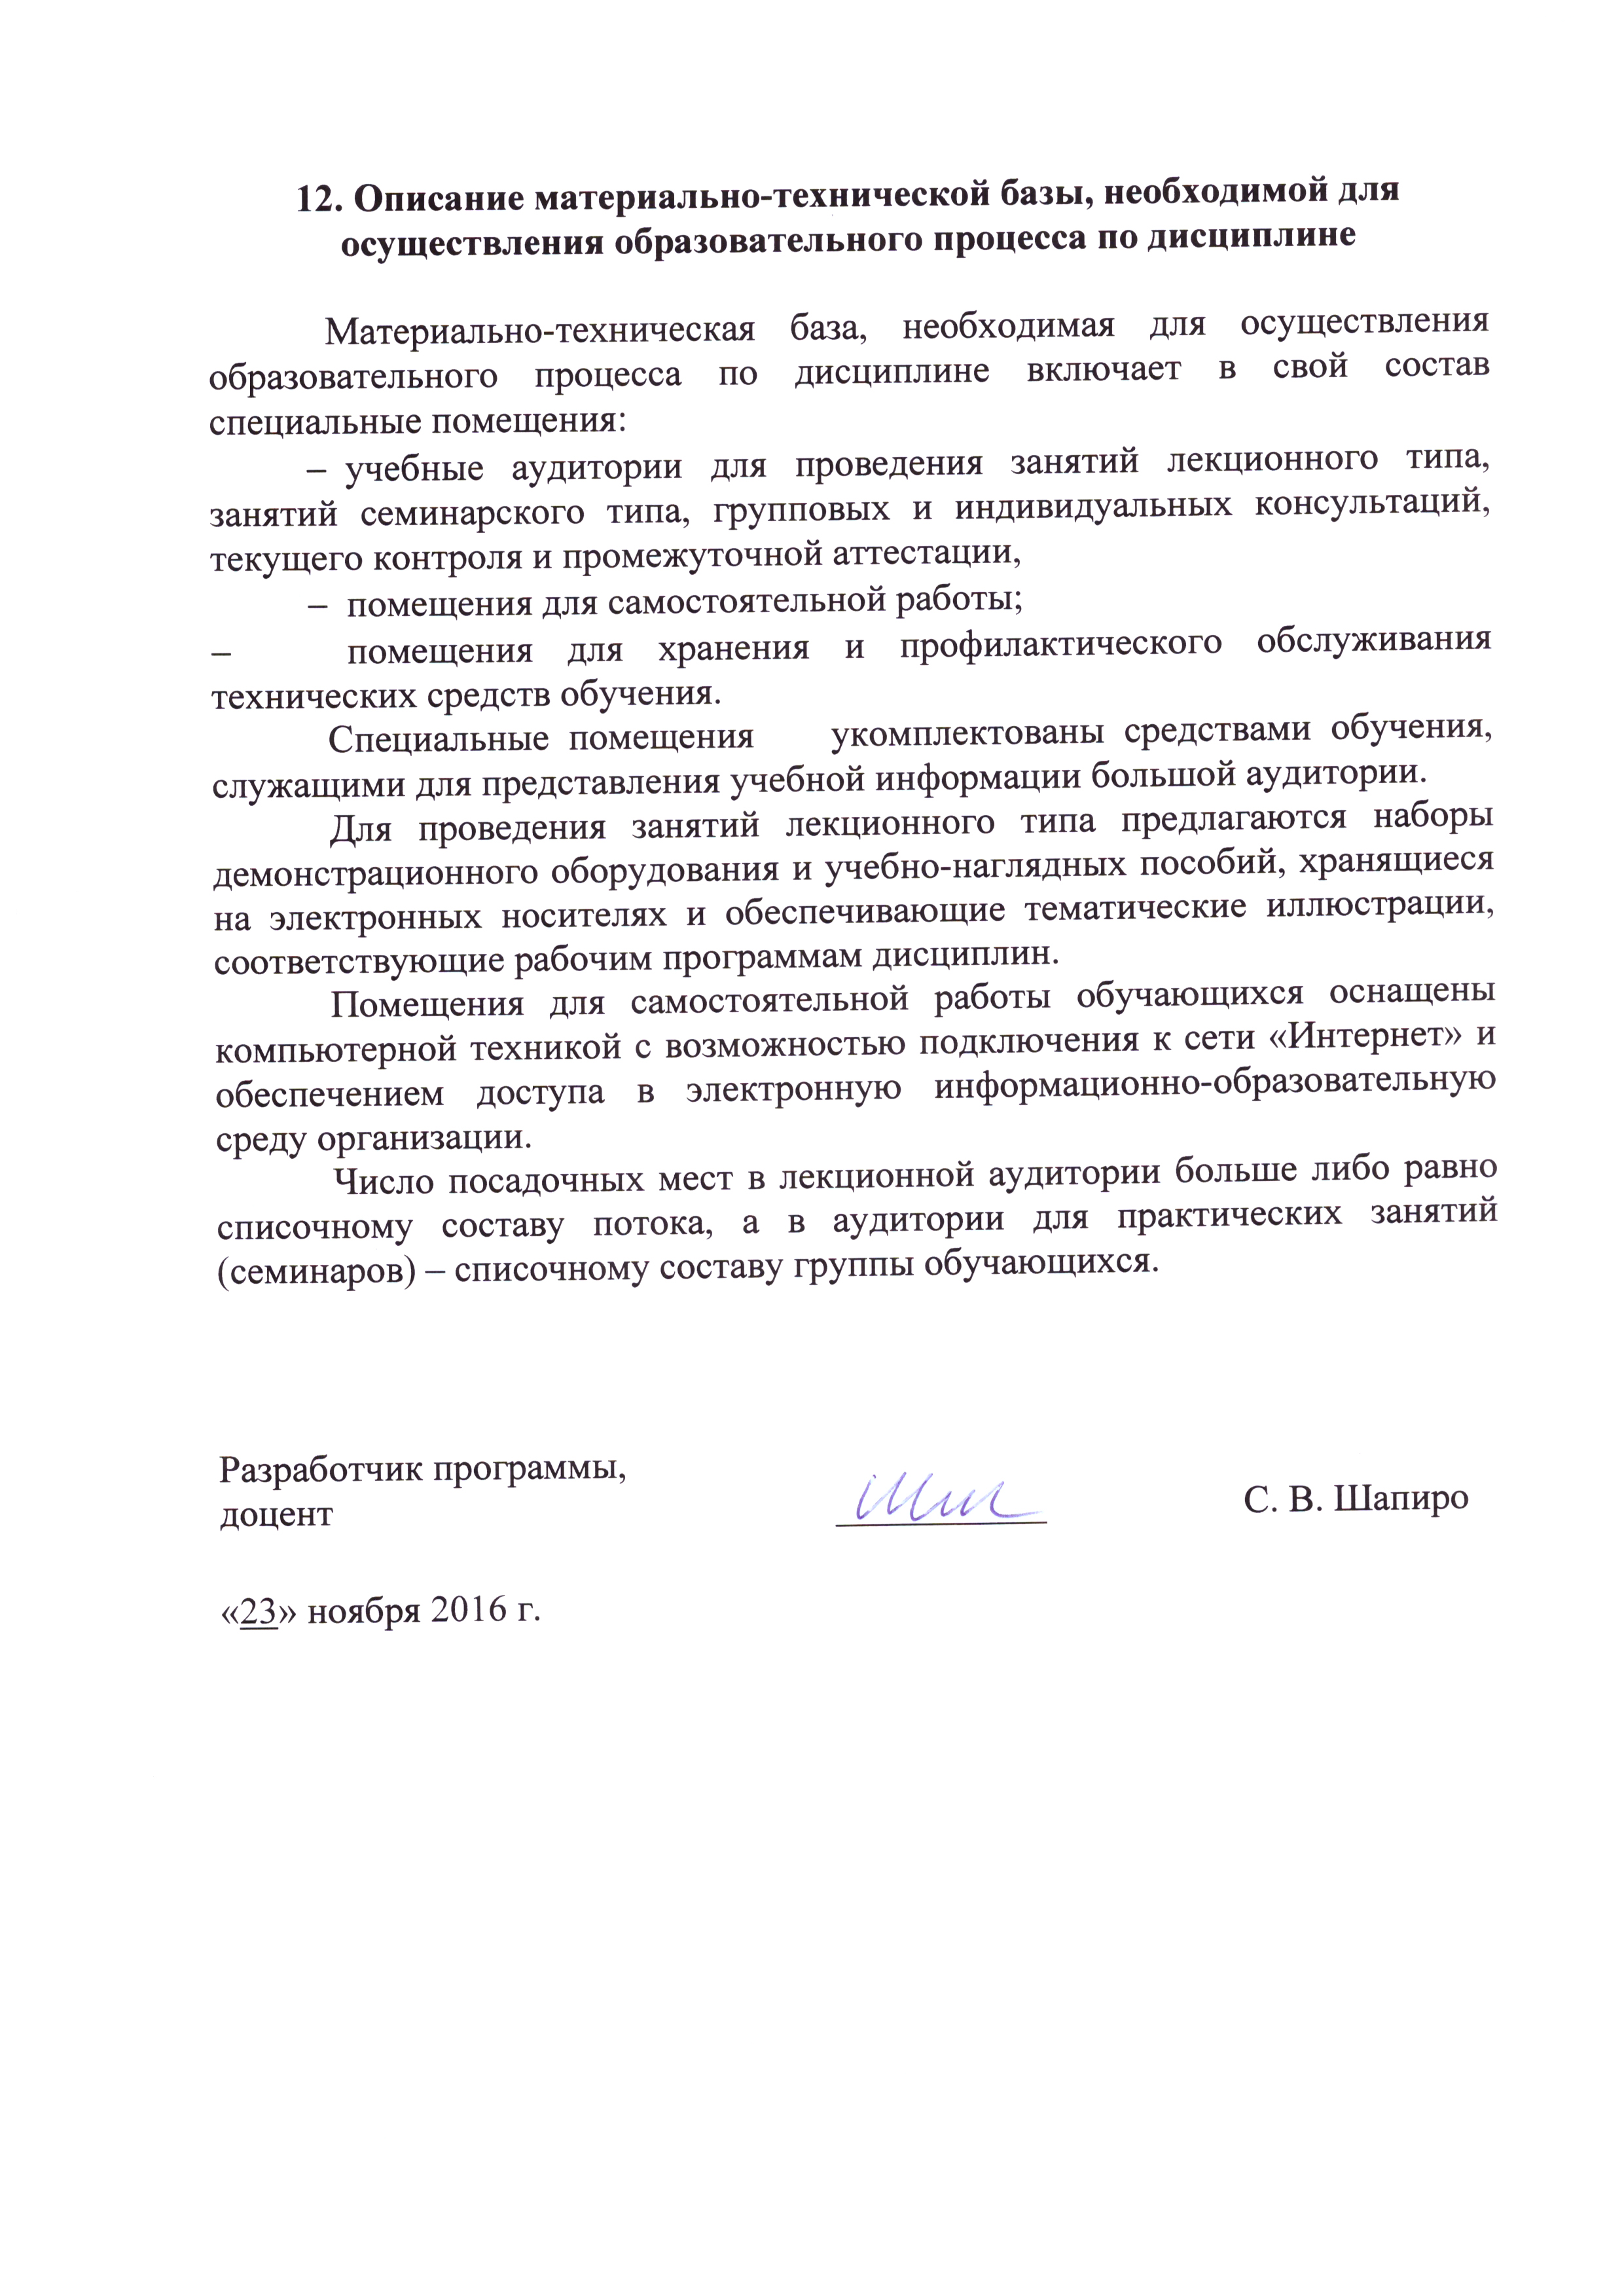 12. Описание материально-технической базы, необходимой для
осуществления образовательного процесса по дисциплине
Материально-техническая база, необходимая для осуществления
образовательного процесса по дисциплине включает в свой состав
специальные помещения:
– учебные аудитории для проведения занятий лекционного типа,
занятий семинарского типа, групповых и индивидуальных консультаций,
текущего контроля и промежуточной аттестации,
– помещения для самостоятельной работы;
– помещения для хранения и профилактического обслуживания
технических средств обучения.
Специальные помещения укомплектованы средствами обучения,
служащими для представления учебной информации большой аудитории.
Для проведения занятий лекционного типа предлагаются наборы
демонстрационного оборудования и учебно-наглядных пособий, хранящиеся
на электронных носителях и обеспечивающие тематические иллюстрации,
соответствующие рабочим программам дисциплин.
Помещения для самостоятельной работы обучающихся оснащены
компьютерной техникой с возможностью подключения к сети «Интернет» и
обеспечением доступа в электронную информационно-образовательную
среду организации.
Число посадочных мест в лекционной аудитории больше либо равно
списочному составу потока, а в аудитории для практических занятий
(семинаров) – списочному составу группы обучающихся.
Разработчик программы,
доцент С. В. Шапиро
«23» ноября 2016 г.